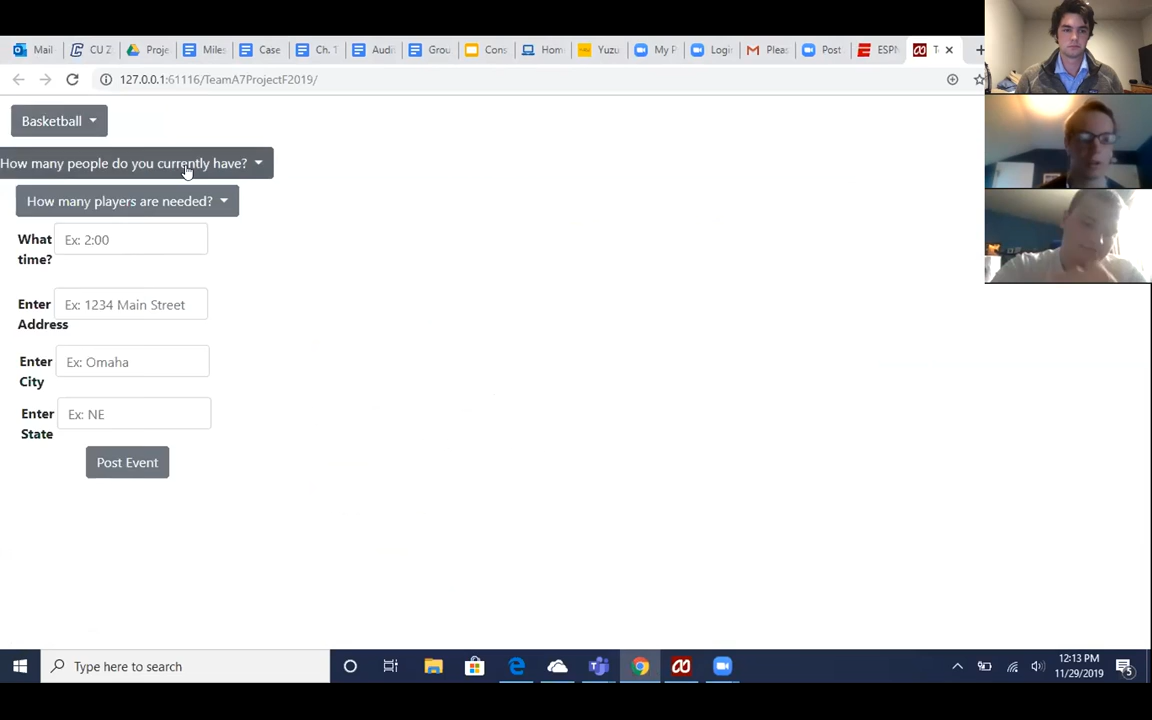 Mail CU Z Proje Miles Case Ch. T Audi Grou Cons Hom Yuzu My P Login Pleas Post ESPN Te
127.0.0.1:61116/TeamA7ProjectF2019/
Basketball
How many people do you currently have?
How many players are needed?
What time? Ex: 2:00
Enter Address Ex: 1234 Main Street
Enter City Ex: Omaha
Enter State Ex: NE
Post Event
Type here to search
12:13 PM
11/29/2019
5